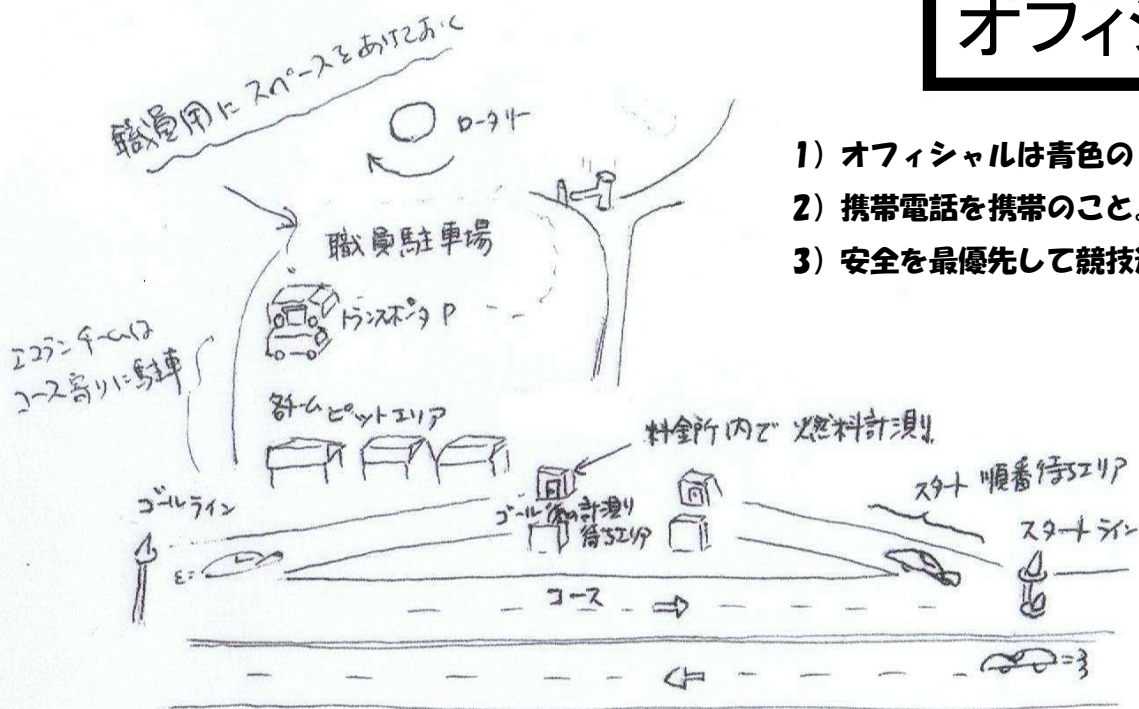 オフィシ
職員用にスペースをあけておく
ロータリー
1）オフィシャルは青色の
2）携帯電話を携帯のこと。
3）安全を最優先して競技
職員駐車場
トランスポンタ P
エコランチームは
コース寄りに駐車
各チームピットエリア
料金所内で 燃料計測
スタート 順番待ちエリア
ゴールライン
ゴール後の計測
待ちエリア
スタートライン
コース